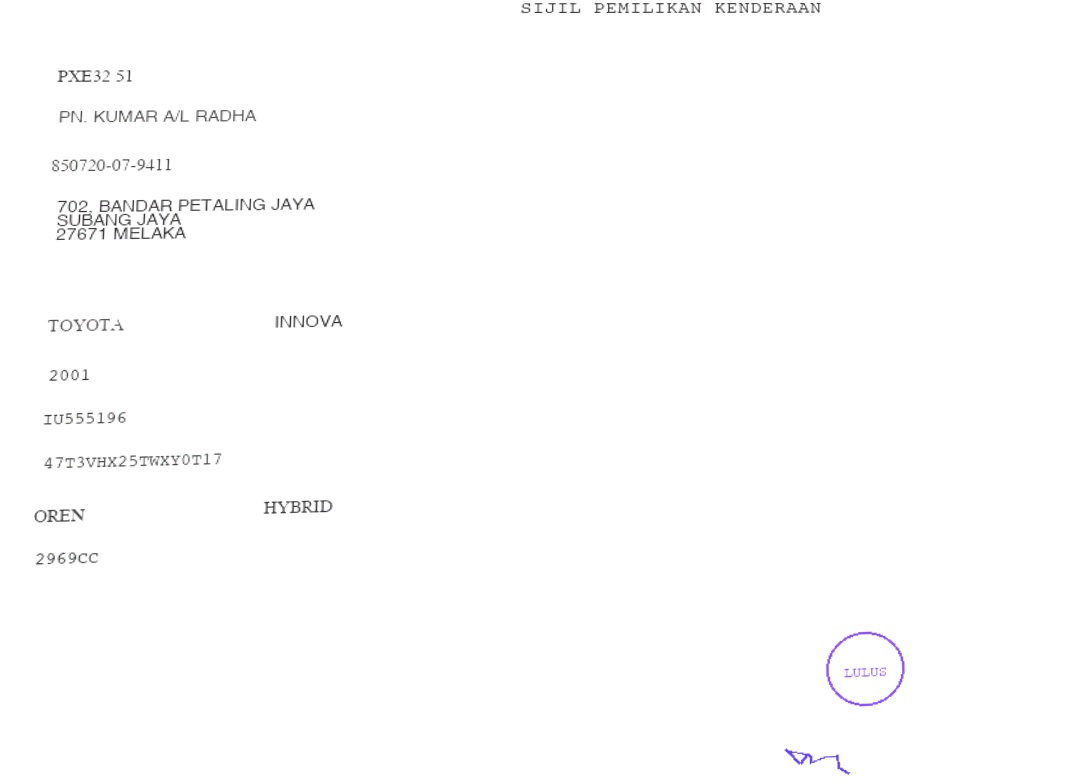 SIJIL PEMILIKAN KENDERAAN
PXE32 51
PN. KUMAR A/L RADHA
850720-07-9411
702, BANDAR PETALING JAYA
SUBANG JAYA
27671 MELAKA
TOYOTA INNOVA
2001
IU555196
47T3VHX25TWXY0T17
OREN HYBRID
2969CC
LULUS